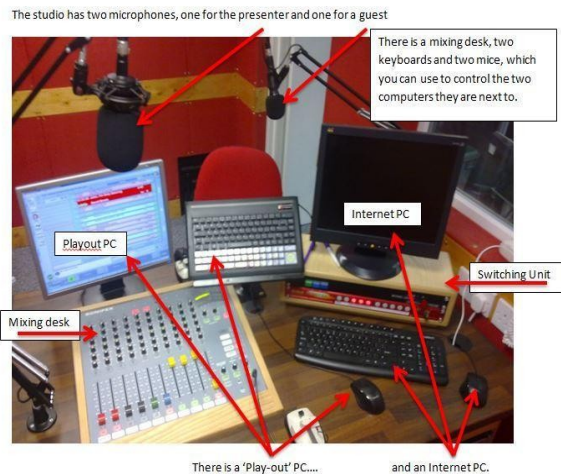 The studio has two microphones, one for the presenter and one for a guest
There is a mixing desk, two
keyboards and two mice, which
you can use to control the two
computers they are next to.
Internet PC
Playout PC
Switching Unit
Mixing desk
There is a 'Play-out' PC....
and an Internet PC.